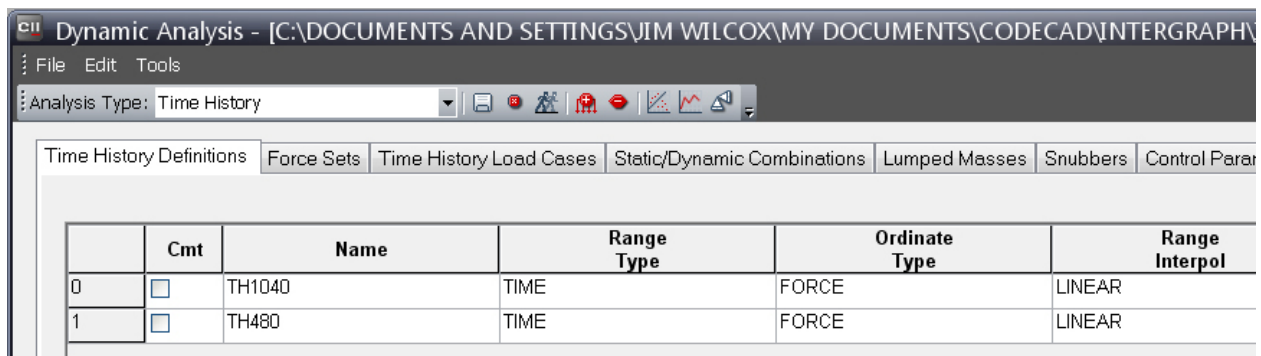 CII Dynamic Analysis - [C:\DOCUMENTS AND SETTINGS\JIM WILCOX\MY DOCUMENTS\CODECAD\INTERGRAPH\
File Edit Tools
Analysis Type: Time History
Time History Definitions Force Sets Time History Load Cases Static/Dynamic Combinations Lumped Masses Snubbers Control Parar
Cmt Name Range Type Ordinate Type Range Interpol
0 TH1040 TIME FORCE LINEAR
1 TH480 TIME FORCE LINEAR